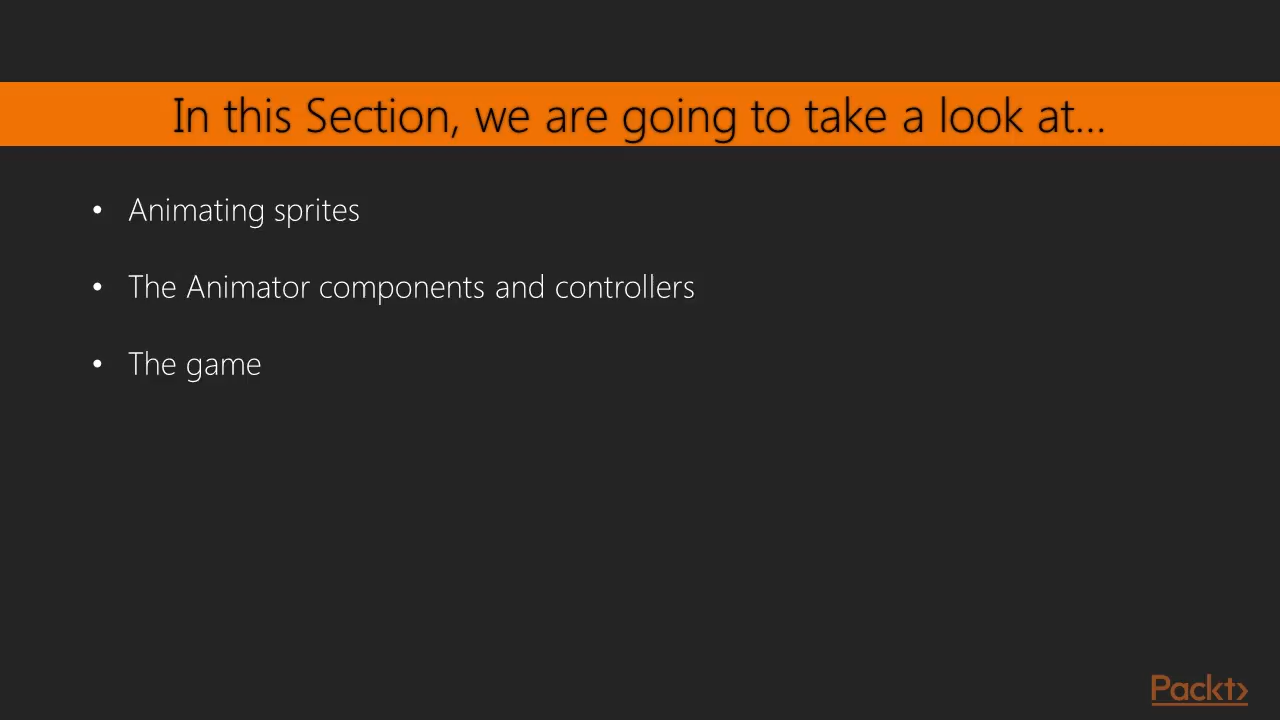 In this Section, we are going to take a look at...
• Animating sprites
• The Animator components and controllers
• The game
Packt>